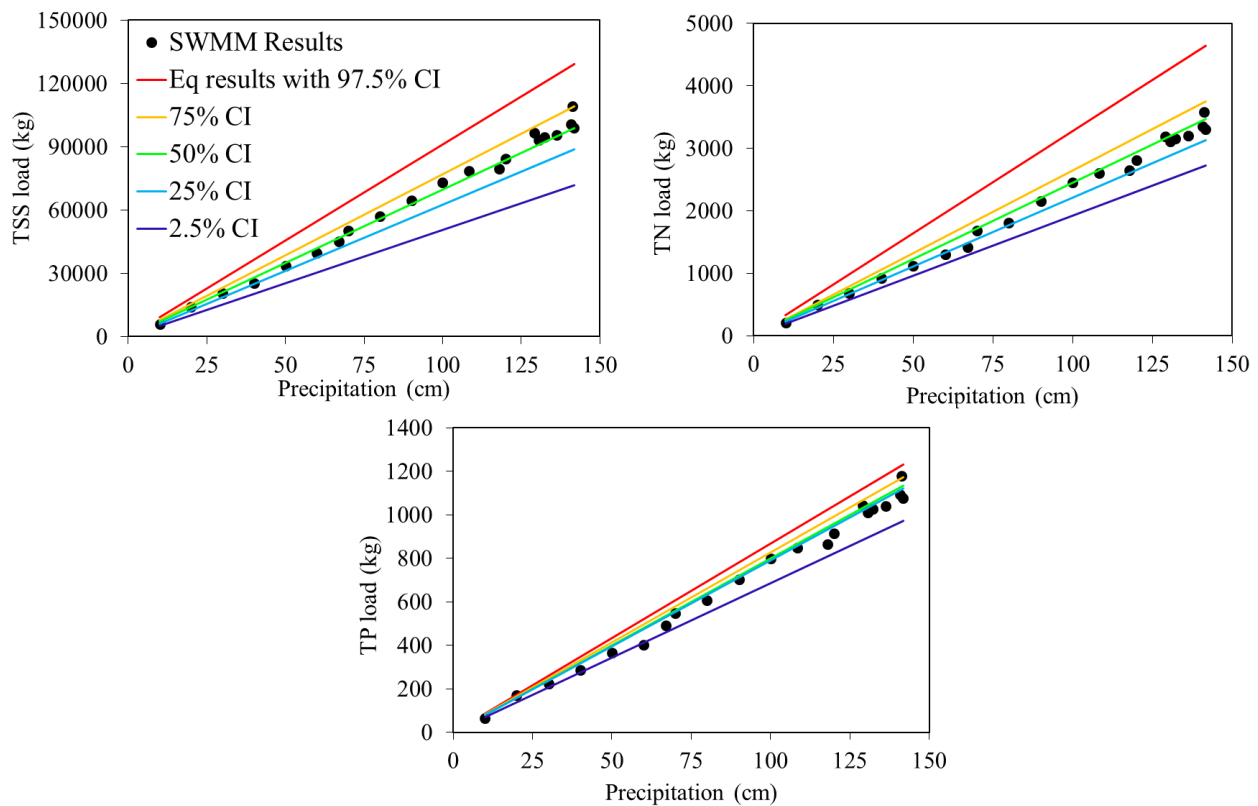 150000
120000
90000
60000
30000
0
TSS load (kg)
SWMM Results
Eq results with 97.5% CI
75% CI
50% CI
25% CI
2.5% CI
0 25 50 75 100 125 150
Precipitation (cm)
5000
4000
3000
2000
1000
0
TN load (kg)
0 25 50 75 100 125 150
Precipitation (cm)
1400
1200
1000
800
600
400
200
0
TP load (kg)
0 25 50 75 100 125 150
Precipitation (cm)